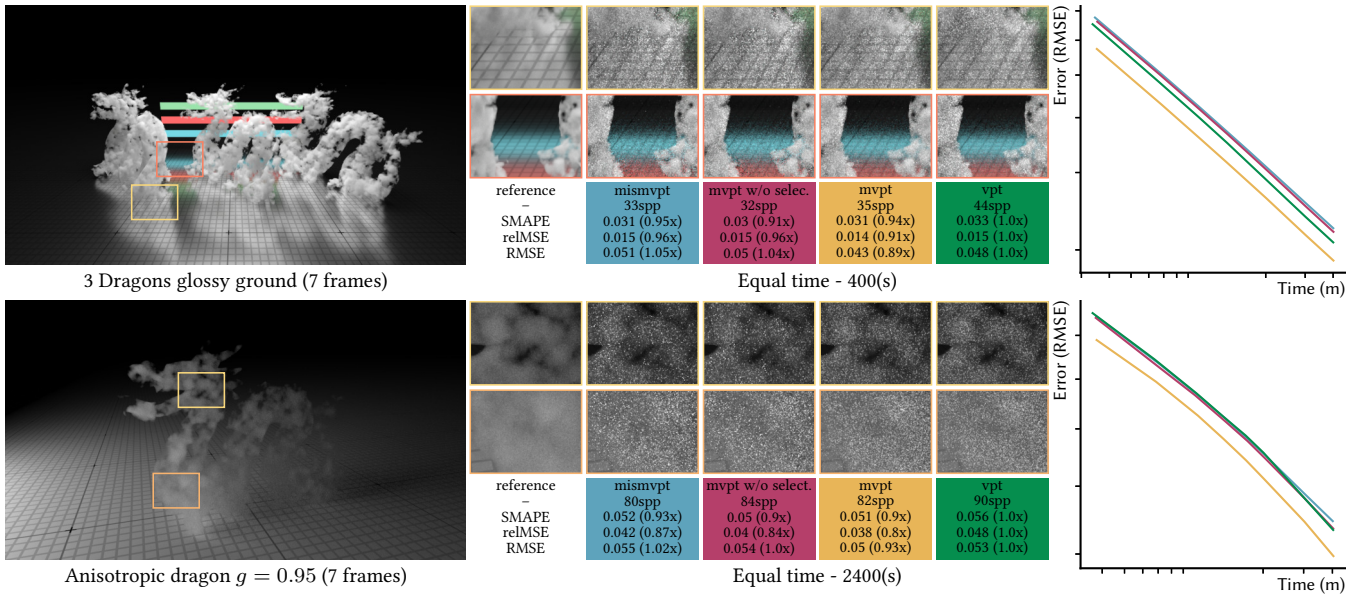 reference mismvpt mvpt w/o selec. mvpt vpt
– 33spp 32spp 35spp 44spp
SMAPE 0.031 (0.95x) 0.03 (0.91x) 0.031 (0.94x) 0.033 (1.0x)
relMSE 0.015 (0.96x) 0.015 (0.96x) 0.014 (0.91x) 0.015 (1.0x)
RMSE 0.051 (1.05x) 0.05 (1.04x) 0.043 (0.89x) 0.048 (1.0x)
3 Dragons glossy ground (7 frames)
Equal time - 400(s)
Error (RMSE)
Time (m)
reference mismvpt mvpt w/o select. mvpt vpt
– 80spp 84spp 82spp 90spp
SMAPE 0.052 (0.93x) 0.05 (0.9x) 0.051 (0.9x) 0.056 (1.0x)
relMSE 0.042 (0.87x) 0.04 (0.84x) 0.038 (0.8x) 0.048 (1.0x)
RMSE 0.055 (1.02x) 0.054 (1.0x) 0.05 (0.93x) 0.053 (1.0x)
Anisotropic dragon g = 0.95 (7 frames)
Equal time - 2400(s)
Error (RMSE)
Time (m)